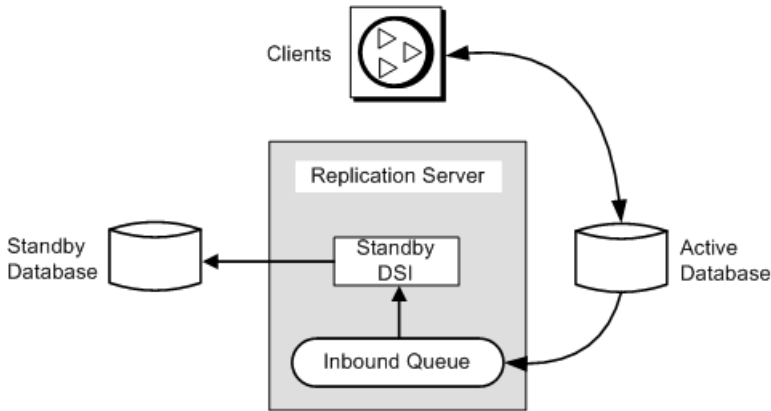 Clients
Replication Server
Standby
Database
Standby
DSI
Active
Database
Inbound Queue